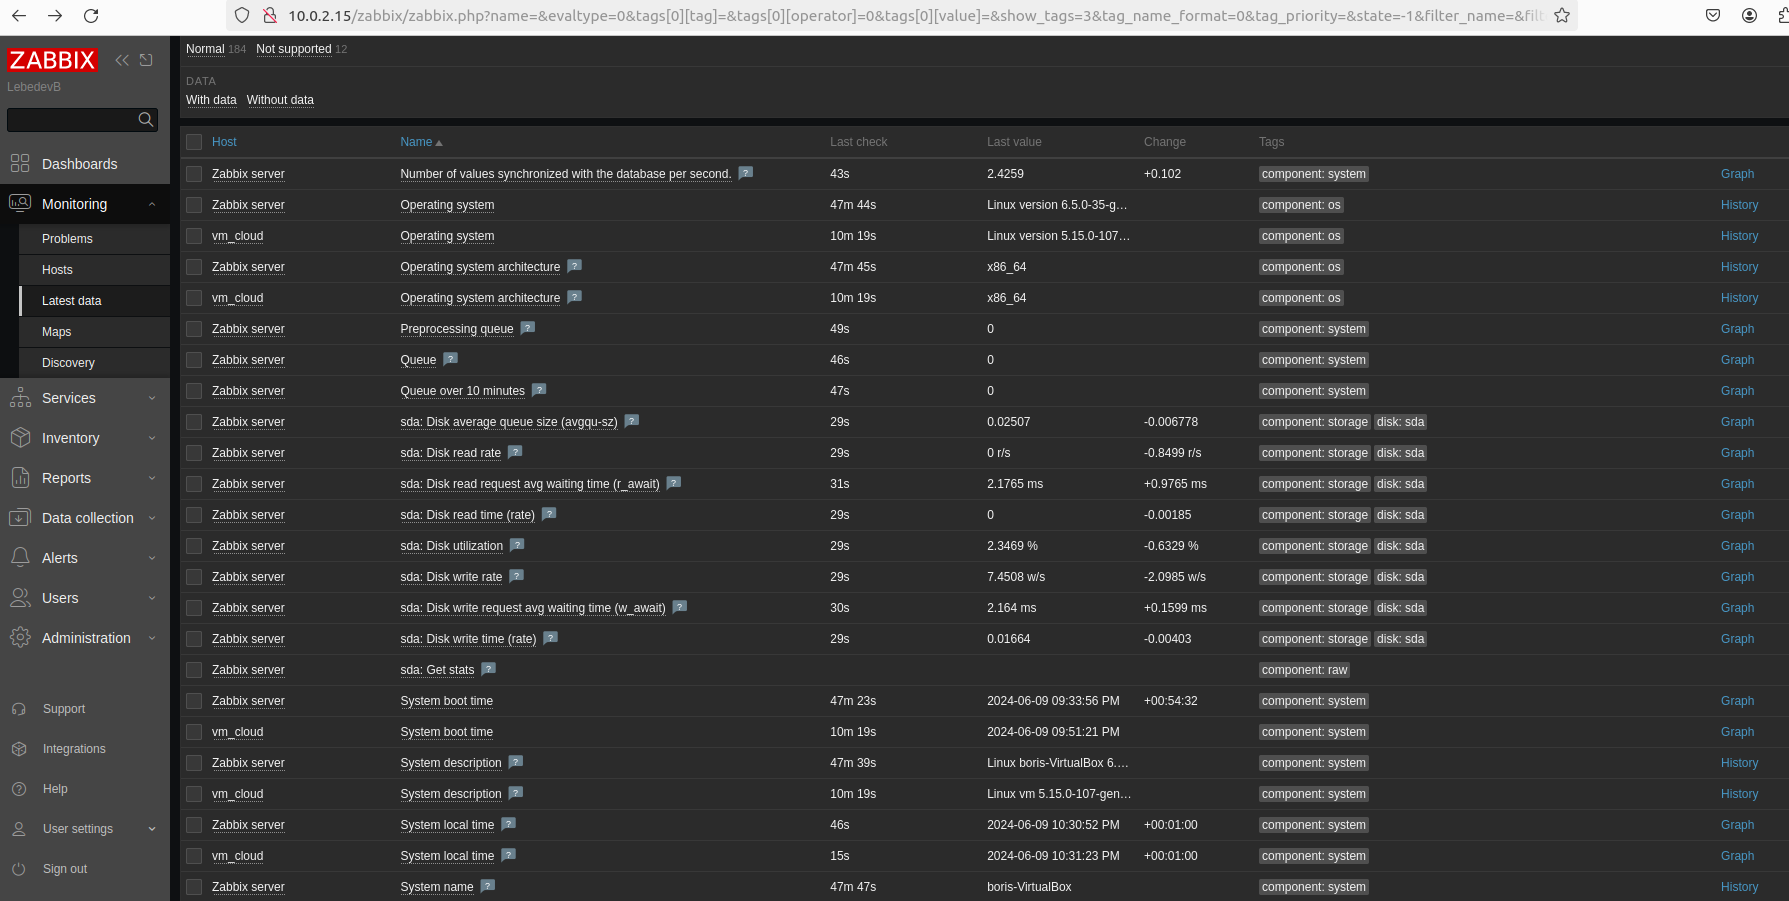 10.0.2.15/zabbix/zabbix.php?name=&evaltype=0&tags[0][tag]=&tags[0][operator]=0&tags[0][value]=&show_tags=3&tag_name_format=0&tag_priority=&state=-1&filter_name=&filt
ZABBIX
LebedevB
Dashboards
Monitoring
Problems
Hosts
Latest data
Maps
Discovery
Services
Inventory
Reports
Data collection
Alerts
Users
Administration
Support
Integrations
Help
User settings
Sign out
Normal 184 Not supported 12
DATA
With data Without data
Host Name Last check Last value Change Tags
Zabbix server Number of values synchronized with the database per second. ? 43s 2.4259 +0.102 component: system Graph
Zabbix server Operating system 47m 44s Linux version 6.5.0-35-g… component: os History
vm_cloud Operating system 10m 19s Linux version 5.15.0-107… component: os History
Zabbix server Operating system architecture ? 47m 45s x86_64 component: os History
vm_cloud Operating system architecture ? 10m 19s x86_64 component: os History
Zabbix server Preprocessing queue ? 49s 0 component: system Graph
Zabbix server Queue ? 46s 0 component: system Graph
Zabbix server Queue over 10 minutes ? 47s 0 component: system Graph
Zabbix server sda: Disk average queue size (avgqu-sz) ? 29s 0.02507 -0.006778 component: storage disk: sda Graph
Zabbix server sda: Disk read rate ? 29s 0 r/s -0.8499 r/s component: storage disk: sda Graph
Zabbix server sda: Disk read request avg waiting time (r_await) ? 31s 2.1765 ms +0.9765 ms component: storage disk: sda Graph
Zabbix server sda: Disk read time (rate) ? 29s 0 -0.00185 component: storage disk: sda Graph
Zabbix server sda: Disk utilization ? 29s 2.3469 % -0.6329 % component: storage disk: sda Graph
Zabbix server sda: Disk write rate ? 29s 7.4508 w/s -2.0985 w/s component: storage disk: sda Graph
Zabbix server sda: Disk write request avg waiting time (w_await) ? 30s 2.164 ms +0.1599 ms component: storage disk: sda Graph
Zabbix server sda: Disk write time (rate) ? 29s 0.01664 -0.00403 component: storage disk: sda Graph
Zabbix server sda: Get stats ? component: raw
Zabbix server System boot time 47m 23s 2024-06-09 09:33:56 PM +00:54:32 component: system Graph
vm_cloud System boot time 10m 19s 2024-06-09 09:51:21 PM component: system Graph
Zabbix server System description ? 47m 39s Linux boris-VirtualBox 6.… component: system History
vm_cloud System description ? 10m 19s Linux vm 5.15.0-107-gen… component: system History
Zabbix server System local time ? 46s 2024-06-09 10:30:52 PM +00:01:00 component: system Graph
vm_cloud System local time ? 15s 2024-06-09 10:31:23 PM +00:01:00 component: system Graph
Zabbix server System name ? 47m 47s boris-VirtualBox component: system History